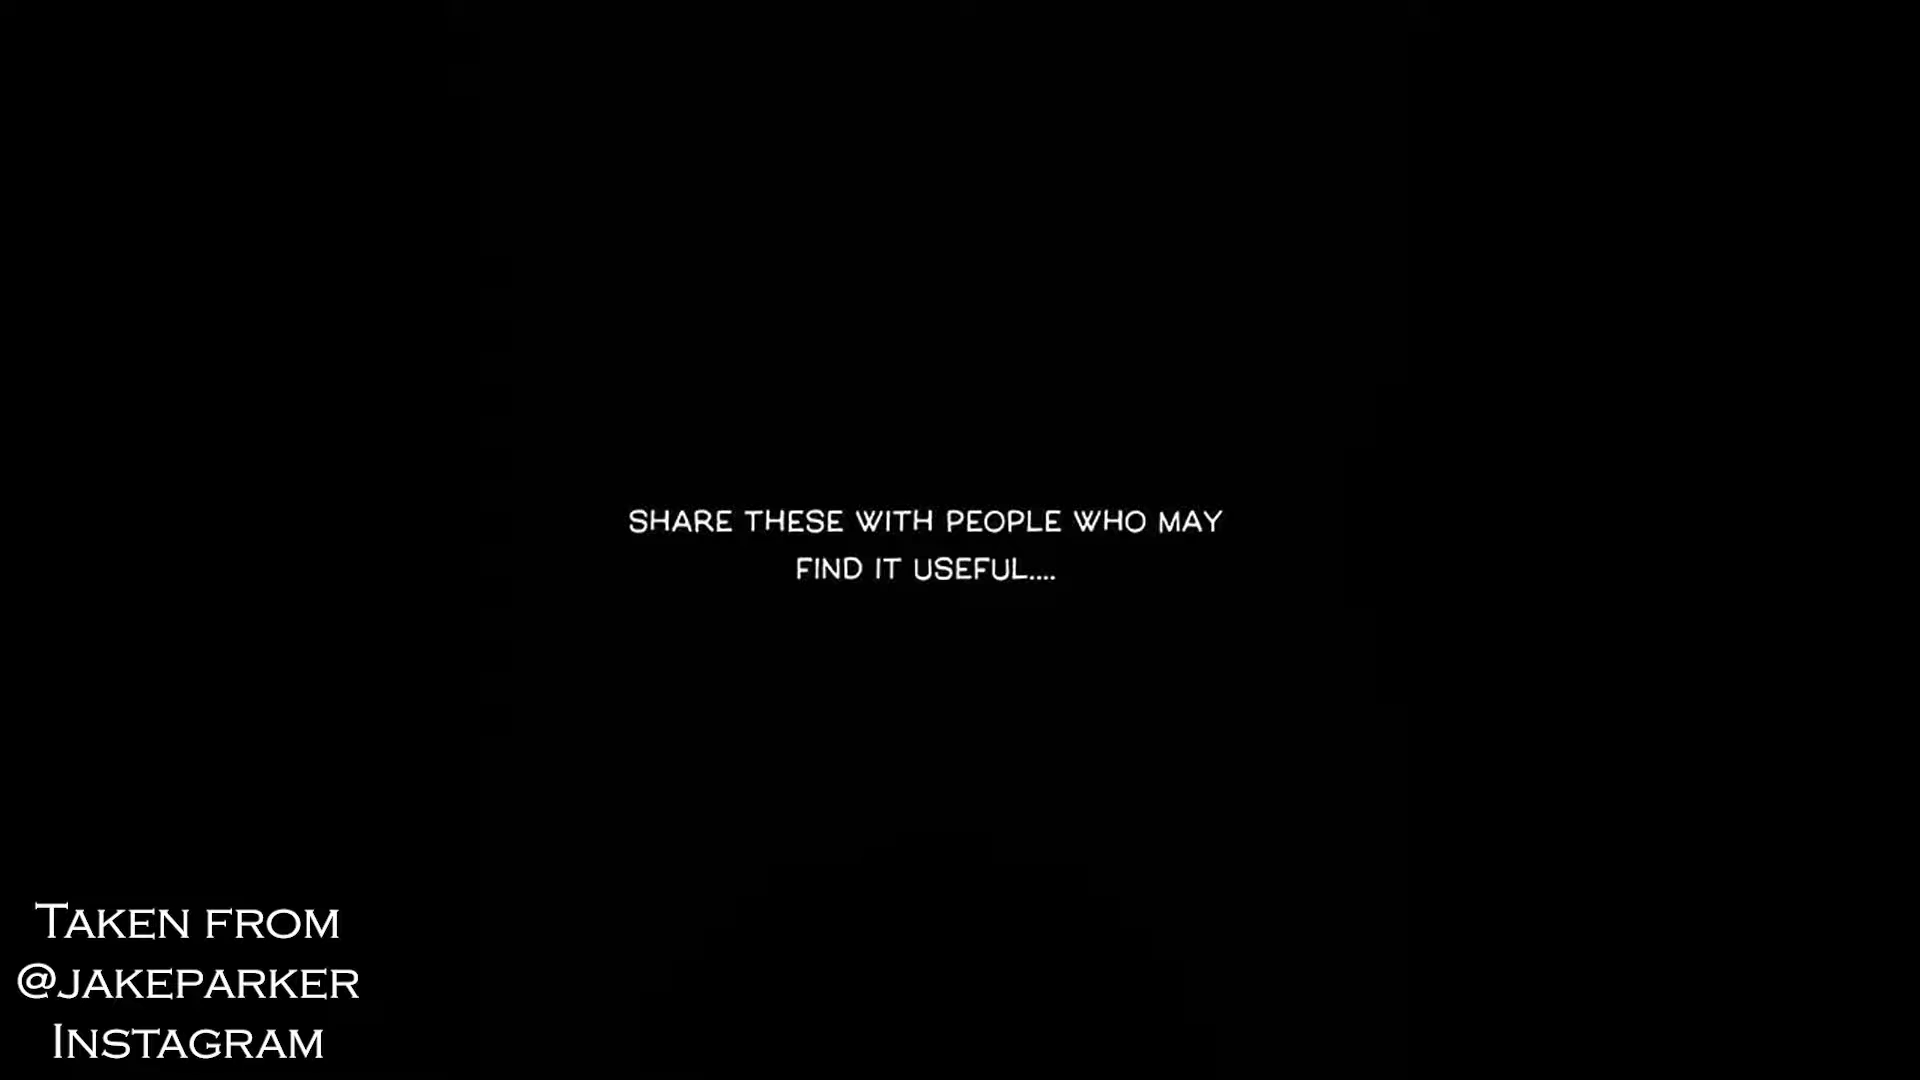 SHARE THESE WITH PEOPLE WHO MAY
FIND IT USEFUL....
TAKEN FROM
@JAKEPARKER
INSTAGRAM